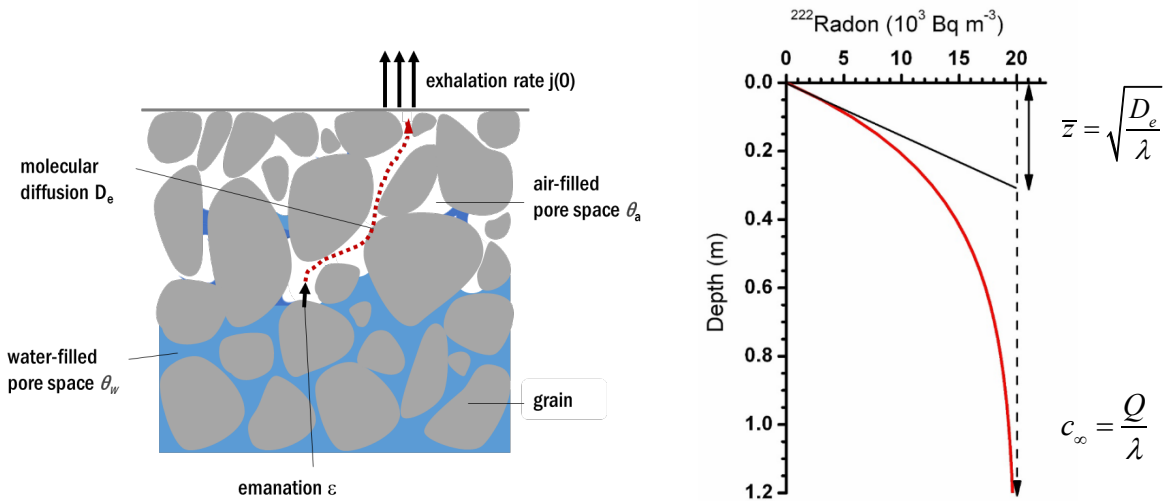 exhalation rate j(0)
molecular
diffusion Dₑ
air-filled
pore space θₐ
water-filled
pore space θ_w
grain
emanation ε
²²²Radon (10³ Bq m⁻³)
0 5 10 15 20
0.0
0.2
0.4
0.6
0.8
1.0
1.2
Depth (m)
z̅ = √(Dₑ/λ)
c∞ = Q/λ